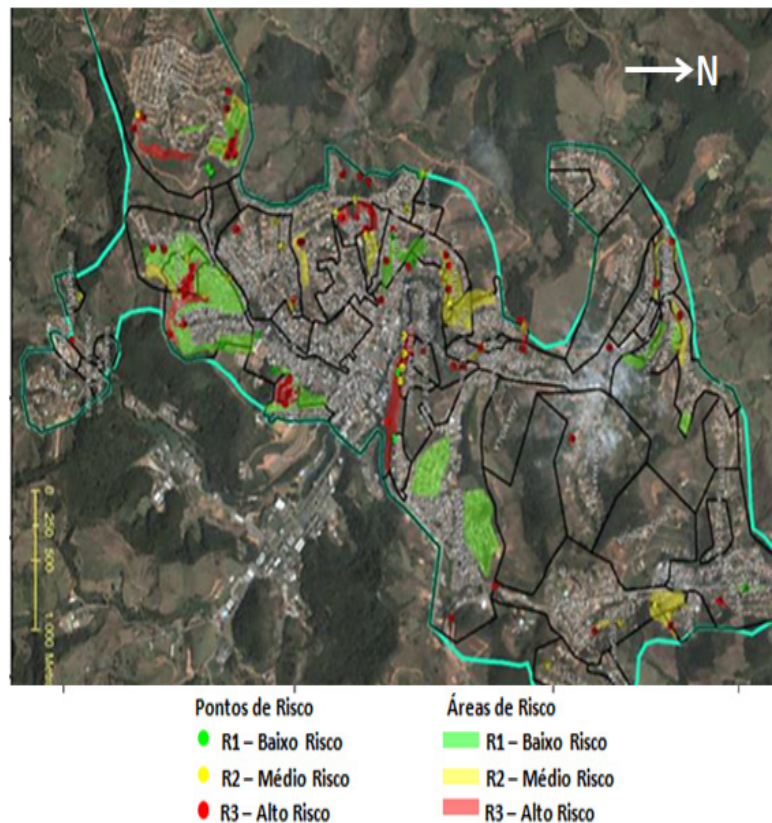 N
0 250 500 1.000
Pontos de Risco
R1 – Baixo Risco
R2 – Médio Risco
R3 – Alto Risco
Áreas de Risco
R1 – Baixo Risco
R2 – Médio Risco
R3 – Alto Risco